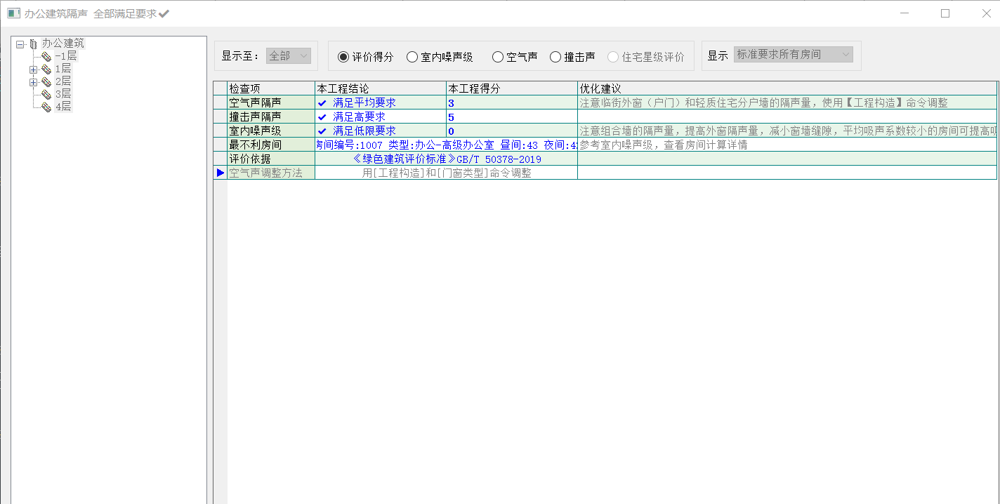 办公建筑隔声 全部满足要求
办公建筑
-1层
1层
2层
3层
4层
显示至: 全部
评价得分 室内噪声级 空气声 撞击声 住宅星级评价
显示 标准要求所有房间
检查项 本工程结论 本工程得分 优化建议
空气声隔声 满足平均要求 3 注意临街外窗（户门）和轻质住宅分户墙的隔声量，使用【工程构造】命令调整
撞击声隔声 满足高要求 5
室内噪声级 满足低限要求 0 注意组合墙的隔声量，提高外窗隔声量，减小窗墙缝隙，平均吸声系数较小的房间可提高
最不利房间 房间编号:1007 类型:办公-高级办公室 昼间:43 夜间:4 参考室内噪声级，查看房间计算详情
评价依据 《绿色建筑评价标准》GB/T 50378-2019
空气声调整方法 用[工程构造]和[门窗类型]命令调整